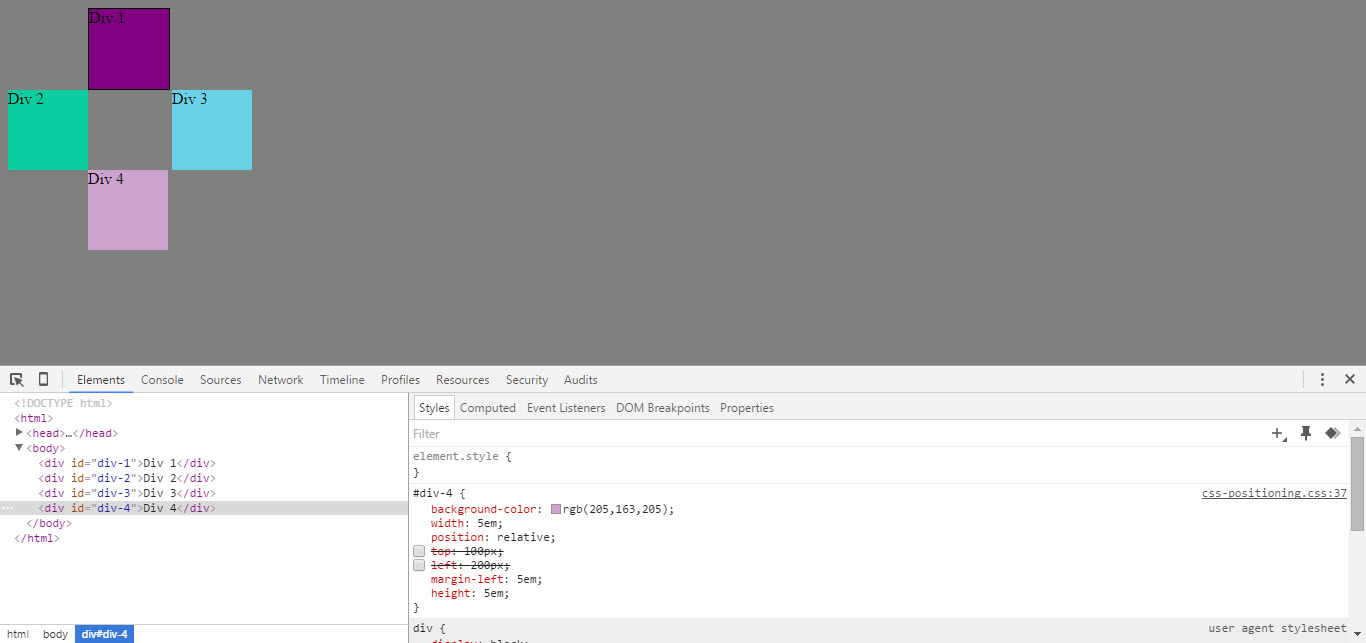 Div 1
Div 2
Div 3
Div 4
Elements Console Sources Network Timeline Profiles Resources Security Audits
<!DOCTYPE html>
<html>
<head>…</head>
<body>
<div id="div-1">Div 1</div>
<div id="div-2">Div 2</div>
<div id="div-3">Div 3</div>
<div id="div-4">Div 4</div>
</body>
</html>
html body div#div-4
Styles Computed Event Listeners DOM Breakpoints Properties
Filter
element.style {
}
#div-4 { css-positioning.css:37
background-color: rgb(205,163,205);
width: 5em;
position: relative;
top: 100px;
left: 200px;
margin-left: 5em;
height: 5em;
}
div { user agent stylesheet